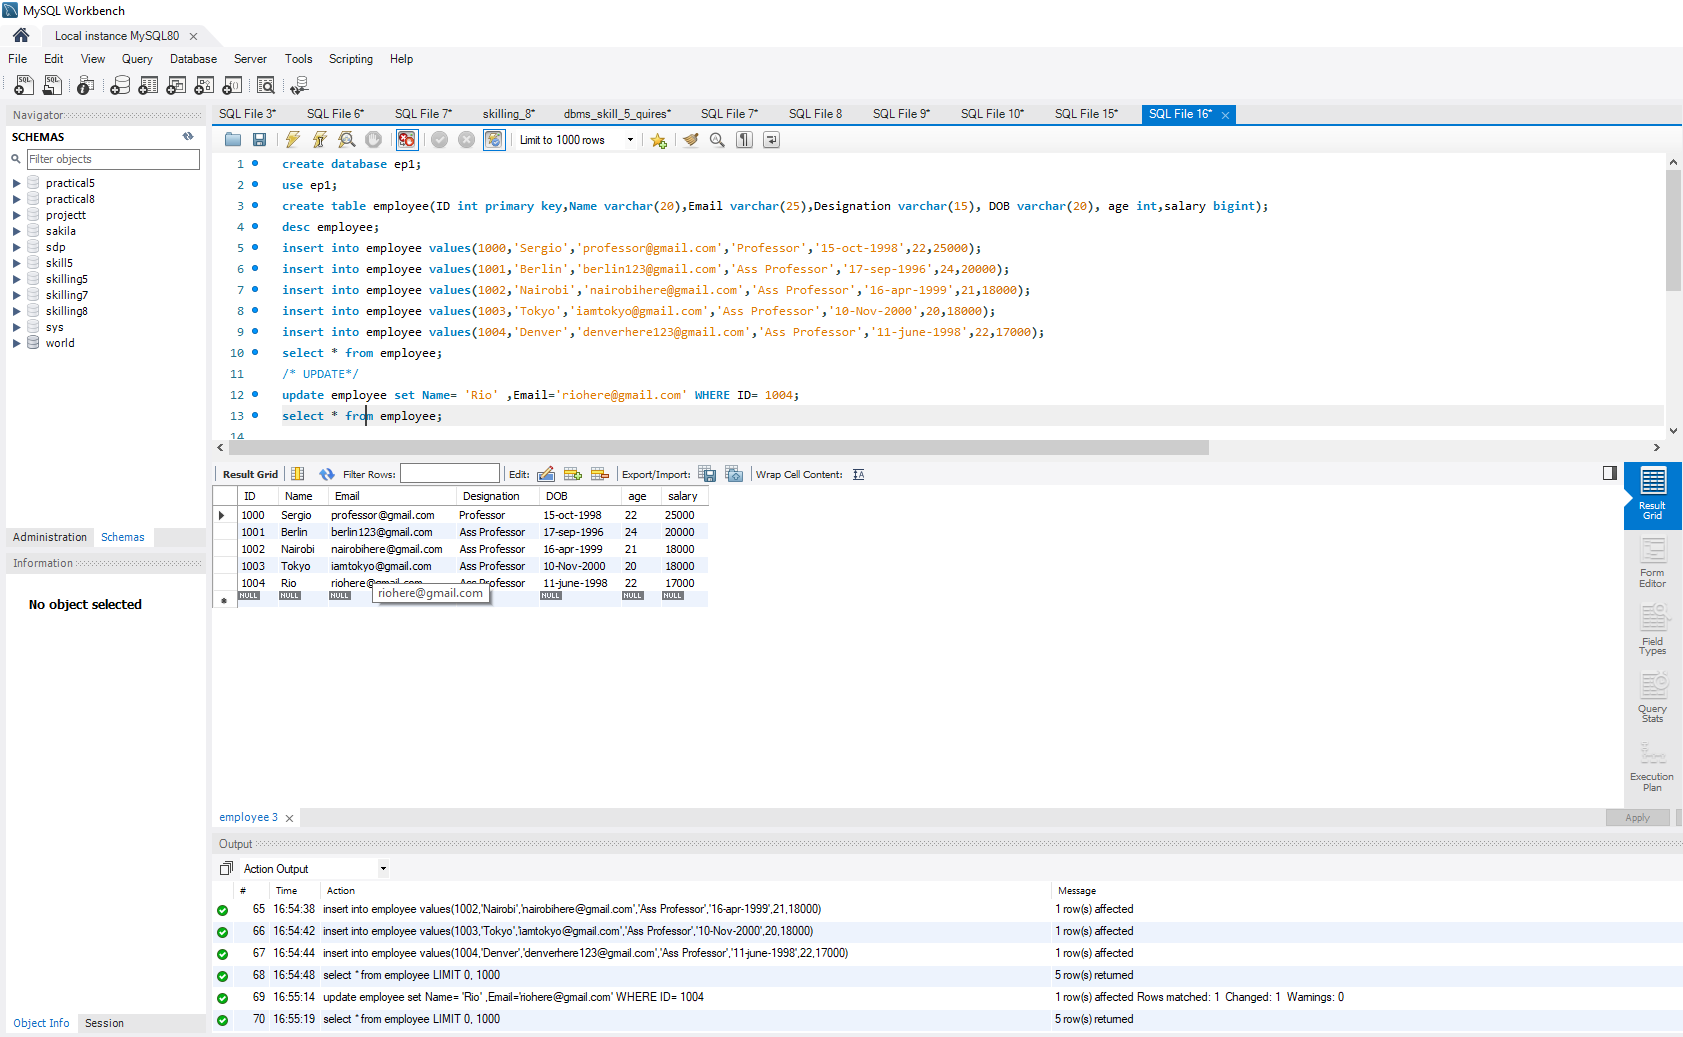 MySQL Workbench
Local instance MySQL80
File Edit View Query Database Server Tools Scripting Help
Navigator
SCHEMAS
Filter objects
practical5
practical8
projectt
sakila
sdp
skill5
skilling5
skilling7
skilling8
sys
world
Administration Schemas
Information
No object selected
Object Info Session
SQL File 3* SQL File 6* SQL File 7* skilling_8* dbms_skill_5_quires* SQL File 7* SQL File 8 SQL File 9* SQL File 10* SQL File 15* SQL File 16*
Limit to 1000 rows
1 create database ep1;
2 use ep1;
3 create table employee(ID int primary key,Name varchar(20),Email varchar(25),Designation varchar(15), DOB varchar(20), age int,salary bigint);
4 desc employee;
5 insert into employee values(1000,'Sergio','professor@gmail.com','Professor','15-oct-1998',22,25000);
6 insert into employee values(1001,'Berlin','berlin123@gmail.com','Ass Professor','17-sep-1996',24,20000);
7 insert into employee values(1002,'Nairobi','nairobihere@gmail.com','Ass Professor','16-apr-1999',21,18000);
8 insert into employee values(1003,'Tokyo','iamtokyo@gmail.com','Ass Professor','10-Nov-2000',20,18000);
9 insert into employee values(1004,'Denver','denverhere123@gmail.com','Ass Professor','11-june-1998',22,17000);
10 select * from employee;
11 /* UPDATE*/
12 update employee set Name= 'Rio' ,Email='riohere@gmail.com' WHERE ID= 1004;
13 select * from employee;
14
Result Grid Filter Rows: Edit: Export/Import: Wrap Cell Content:
ID Name Email Designation DOB age salary
1000 Sergio professor@gmail.com Professor 15-oct-1998 22 25000
1001 Berlin berlin123@gmail.com Ass Professor 17-sep-1996 24 20000
1002 Nairobi nairobihere@gmail.com Ass Professor 16-apr-1999 21 18000
1003 Tokyo iamtokyo@gmail.com Ass Professor 10-Nov-2000 20 18000
1004 Rio riohere@gmail.com Ass Professor 11-june-1998 22 17000
NULL NULL NULL NULL NULL NULL
riohere@gmail.com
Result
Grid
Form
Editor
Field
Types
Query
Stats
Execution
Plan
employee 3
Apply
Output
Action Output
# Time Action Message
65 16:54:38 insert into employee values(1002,'Nairobi','nairobihere@gmail.com','Ass Professor','16-apr-1999',21,18000) 1 row(s) affected
66 16:54:42 insert into employee values(1003,'Tokyo','iamtokyo@gmail.com','Ass Professor','10-Nov-2000',20,18000) 1 row(s) affected
67 16:54:44 insert into employee values(1004,'Denver','denverhere123@gmail.com','Ass Professor','11-june-1998',22,17000) 1 row(s) affected
68 16:54:48 select * from employee LIMIT 0, 1000 5 row(s) returned
69 16:55:14 update employee set Name= 'Rio' ,Email='riohere@gmail.com' WHERE ID= 1004 1 row(s) affected Rows matched: 1 Changed: 1 Warnings: 0
70 16:55:19 select * from employee LIMIT 0, 1000 5 row(s) returned